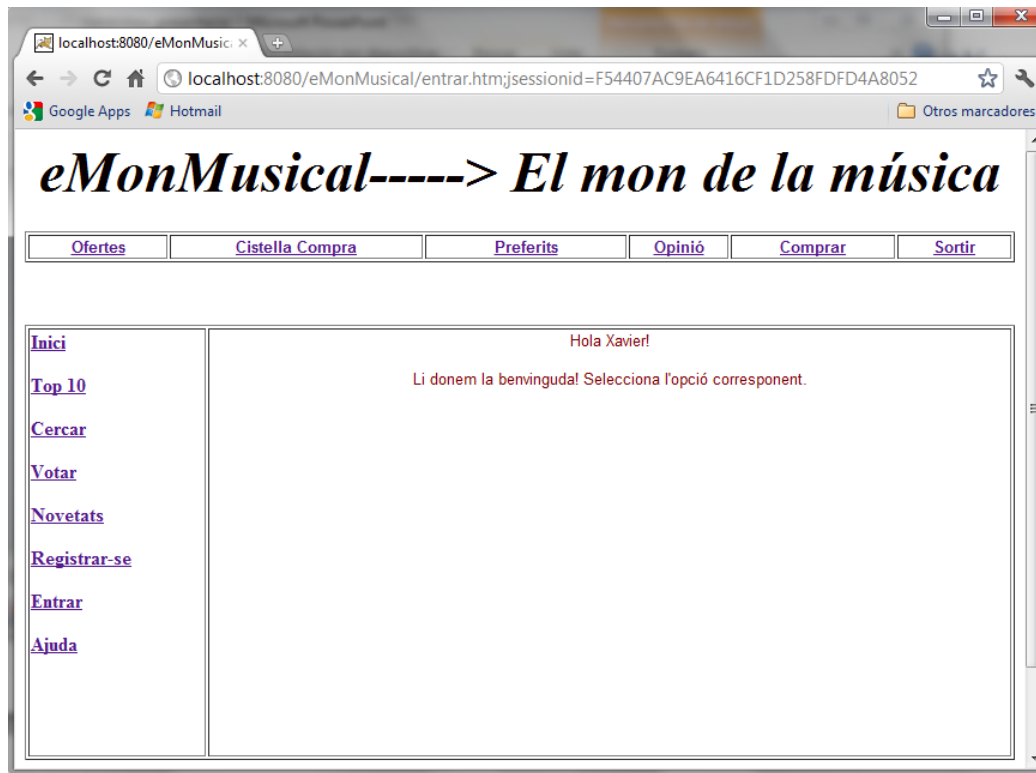 localhost:8080/eMonMusic
localhost:8080/eMonMusical/entrar.htm;jsessionid=F54407AC9EA6416CF1D258FDFD4A8052
Google Apps Hotmail Otros marcadores
eMonMusical-----> El mon de la música
Ofertes Cistella Compra Preferits Opinió Comprar Sortir
Inici
Top 10
Cercar
Votar
Novetats
Registrar-se
Entrar
Ajuda
Hola Xavier!
Li donem la benvinguda! Selecciona l'opció corresponent.